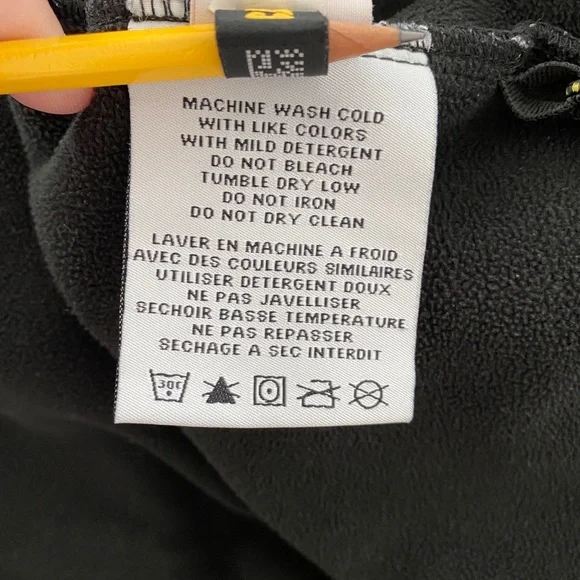 MACHINE WASH COLD
WITH LIKE COLORS
WITH MILD DETERGENT
DO NOT BLEACH
TUMBLE DRY LOW
DO NOT IRON
DO NOT DRY CLEAN
LAVER EN MACHINE A FROID
AVEC DES COULEURS SIMILAIRES
UTILISER DETERGENT DOUX
NE PAS JAVELLISER
SECHOIR BASSE TEMPERATURE
NE PAS REPASSER
SECHAGE A SEC INTERDIT
30C